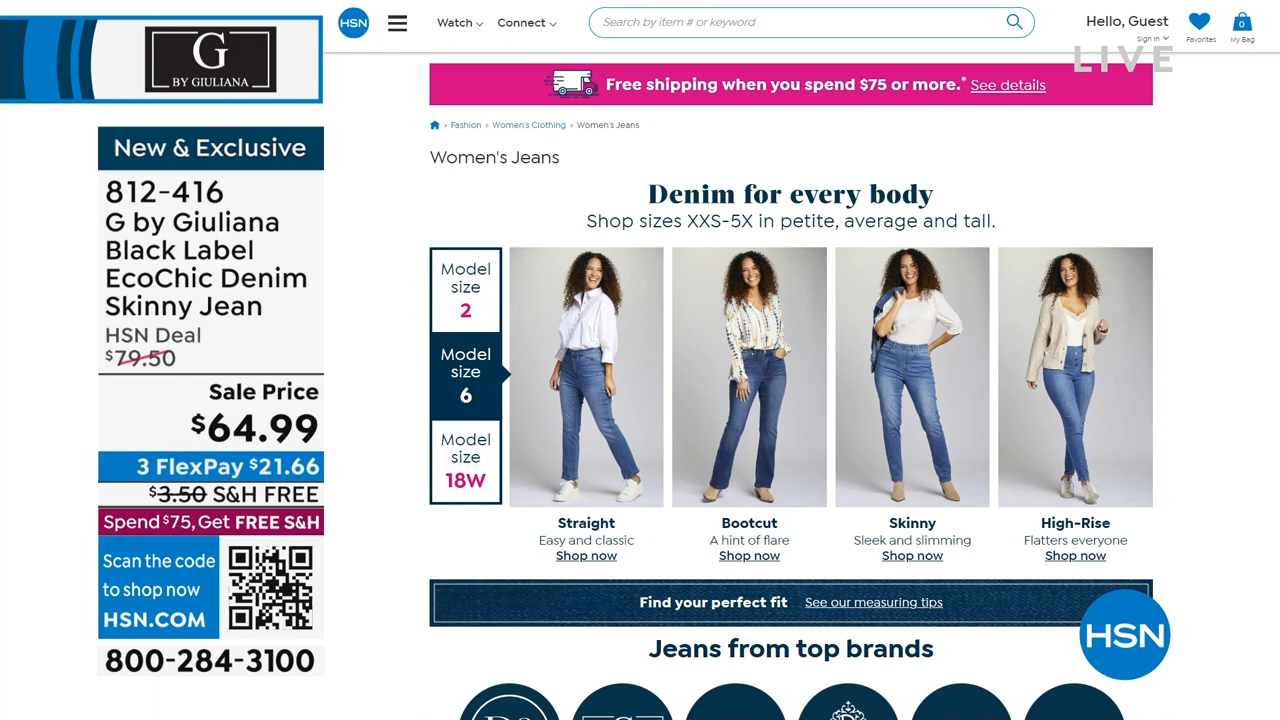 G
BY GIULIANA
New & Exclusive
812-416
G by Giuliana
Black Label
EcoChic Denim
Skinny Jean
HSN Deal
$79.50
Sale Price
$64.99
3 FlexPay $21.66
$3.50 S&H FREE
Spend $75, Get FREE S&H
Scan the code
to shop now
HSN.COM
800-284-3100
HSN
Watch
Connect
Search by item # or keyword
Hello, Guest
Sign In
Favorites
0
My Bag
LIVE
Free shipping when you spend $75 or more.* See details
> Fashion > Women's Clothing > Women's Jeans
Women's Jeans
Denim for every body
Shop sizes XXS-5X in petite, average and tall.
Model
size
2
Model
size
6
Model
size
18W
Straight
Easy and classic
Shop now
Bootcut
A hint of flare
Shop now
Skinny
Sleek and slimming
Shop now
High-Rise
Flatters everyone
Shop now
Find your perfect fit See our measuring tips
HSN
Jeans from top brands